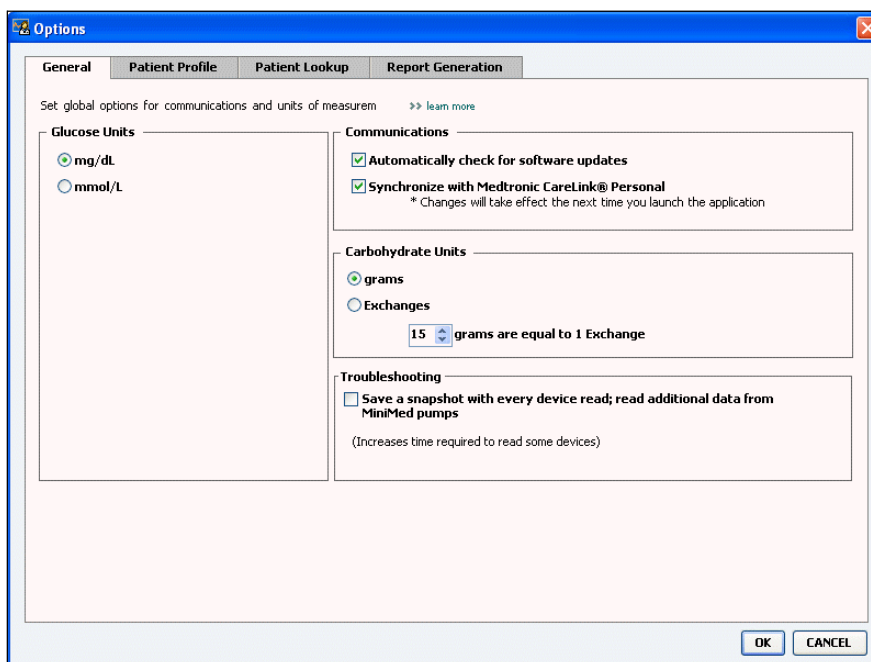 Options
General Patient Profile Patient Lookup Report Generation
Set global options for communications and units of measurem >> learn more
Glucose Units
mg/dL
mmol/L
Communications
Automatically check for software updates
Synchronize with Medtronic CareLink® Personal
* Changes will take effect the next time you launch the application
Carbohydrate Units
grams
Exchanges
15 grams are equal to 1 Exchange
Troubleshooting
Save a snapshot with every device read; read additional data from
MiniMed pumps
(Increases time required to read some devices)
OK CANCEL